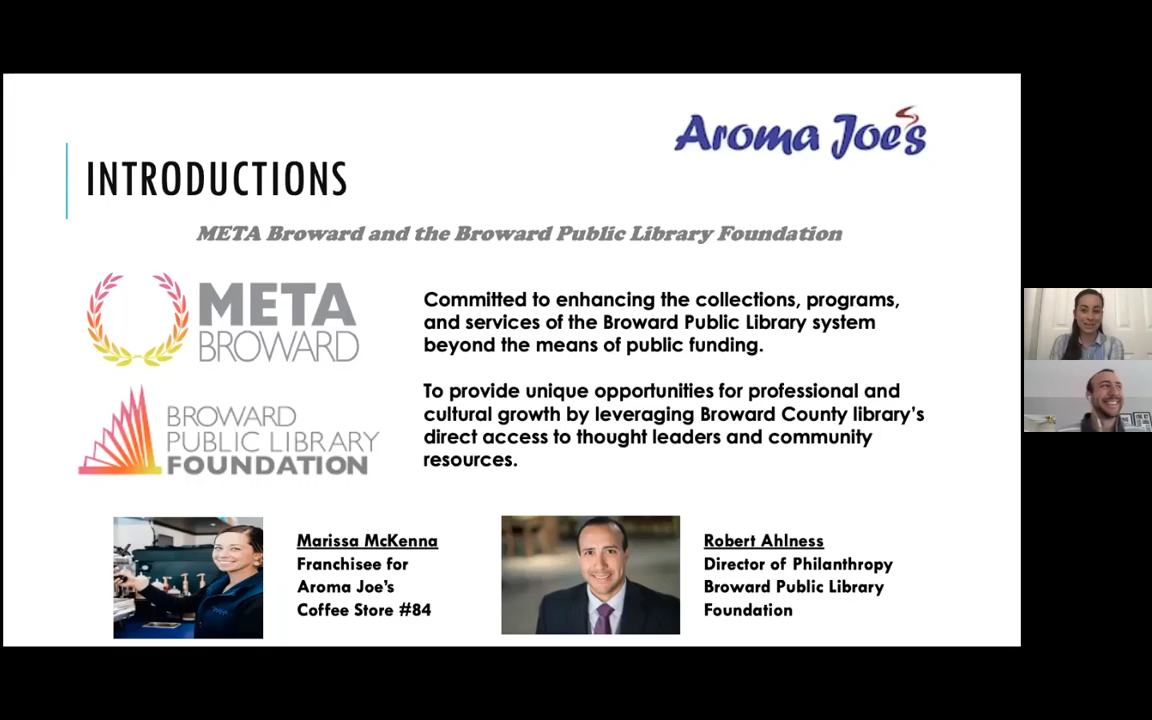 Aroma Joe's
INTRODUCTIONS
META Broward and the Broward Public Library Foundation
META
BROWARD
Committed to enhancing the collections, programs,
and services of the Broward Public Library system
beyond the means of public funding.
BROWARD
PUBLIC LIBRARY
FOUNDATION
To provide unique opportunities for professional and
cultural growth by leveraging Broward County library's
direct access to thought leaders and community
resources.
Marissa McKenna
Franchisee for
Aroma Joe's
Coffee Store #84
Robert Ahlness
Director of Philanthropy
Broward Public Library
Foundation